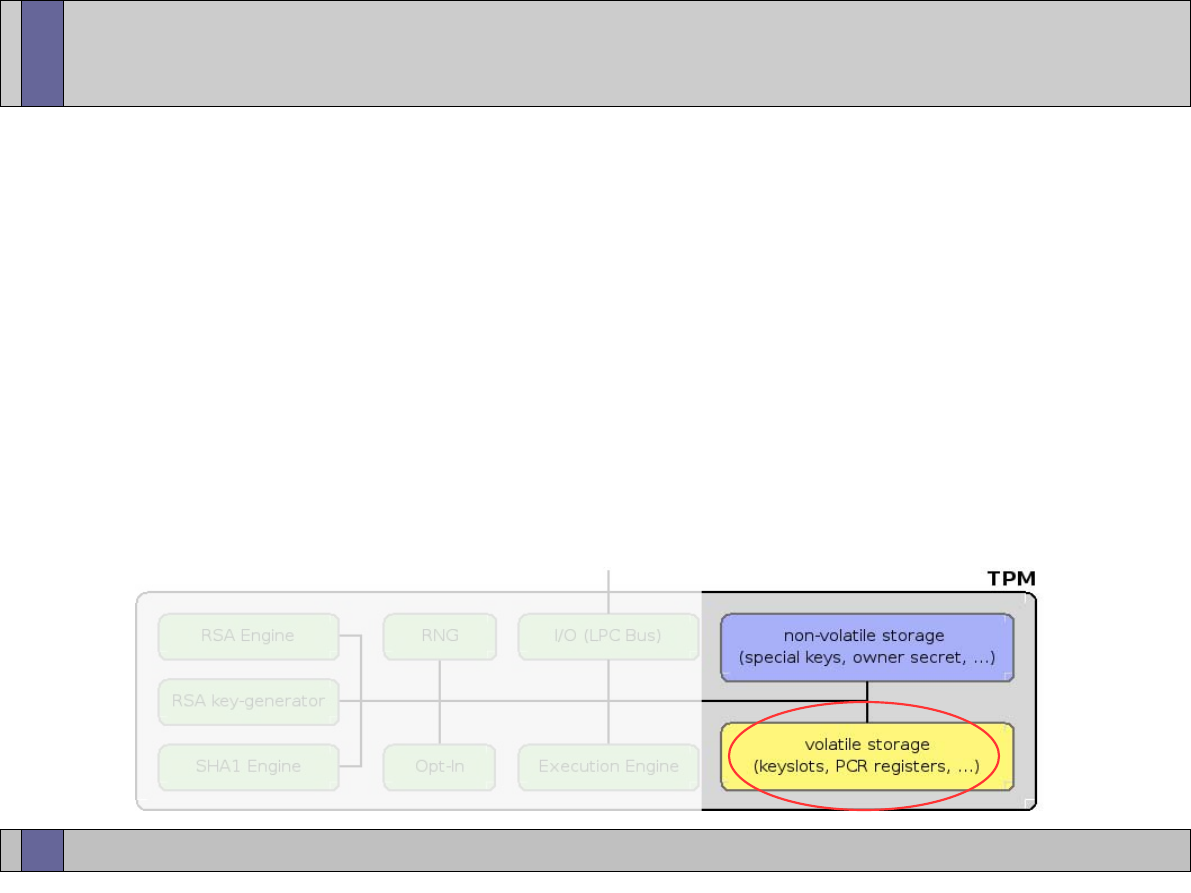 TPM
RSA Engine
RNG
I/O (LPC Bus)
non-volatile storage
(special keys, owner secret, ...)
RSA key-generator
SHA1 Engine
Opt-In
Execution Engine
volatile storage
(keyslots, PCR registers, ...)